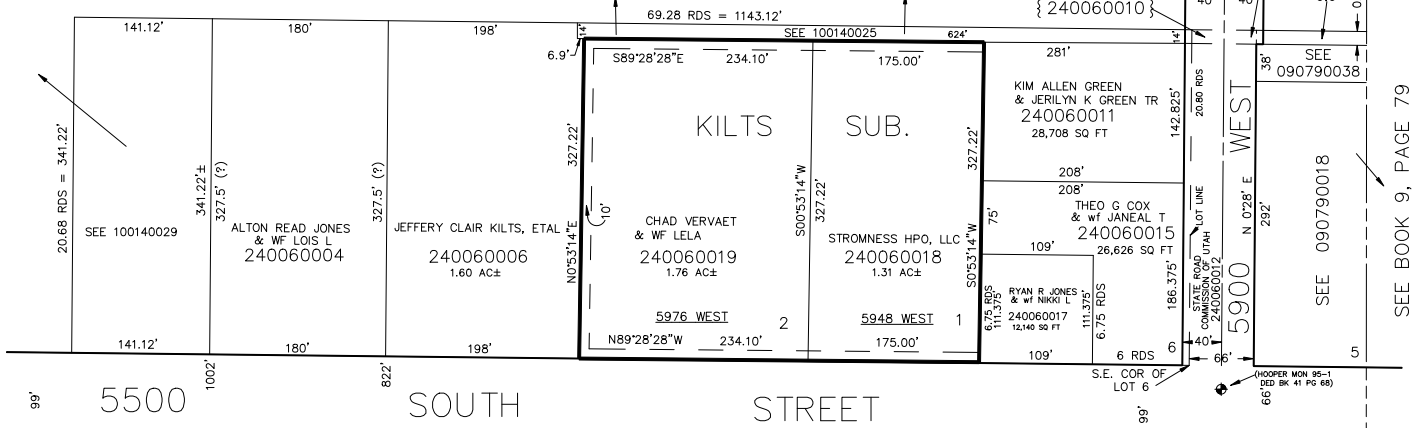 69.28 RDS = 1143.12'
240060010
40'
141.12'
180'
198'
14'
6.9'
SEE 100140025
624'
14'
S89°28'28"E
234.10'
175.00'
281'
38'
SEE
090790038
KILTS SUB.
KIM ALLEN GREEN
& JERILYN K GREEN TR
240060011
28,708 SQ FT
142.825'
20.80 RDS
20.68 RDS = 341.22'
341.22'±
327.5' (?)
327.5' (?)
327.22'
327.22'
327.22'
S00°53'14"W
208'
208'
SEE 100140029
ALTON READ JONES
& WF LOIS L
240060004
JEFFERY CLAIR KILTS, ETAL
240060006
1.60 AC±
N0°53'14"E
10'
CHAD VERVAET
& WF LELA
240060019
1.76 AC±
STROMNESS HPO, LLC
240060018
1.31 AC±
S0°53'14"W
75'
THEO G COX
& wf JANEAL T
240060015
26,626 SQ FT
109'
LOT LINE
186.375'
STATE ROAD
COMMISSION OF UTAH
240060012
5900 WEST
N 0°28' E
292'
SEE 090790018
SEE BOOK 9, PAGE 79
6.75 RDS
111.375'
RYAN R JONES
& wf NIKKI L
240060017
12,140 SQ FT
111.375'
6.75 RDS
5976 WEST
2
5948 WEST
1
N89°28'28"W
234.10'
175.00'
141.12'
180'
198'
109'
6 RDS
6
40'
66'
5
1002'
822'
S.E. COR OF
LOT 6
(HOOPER MON 95-1
DED BK 41 PG 68)
66'
99'
99'
5500 SOUTH STREET